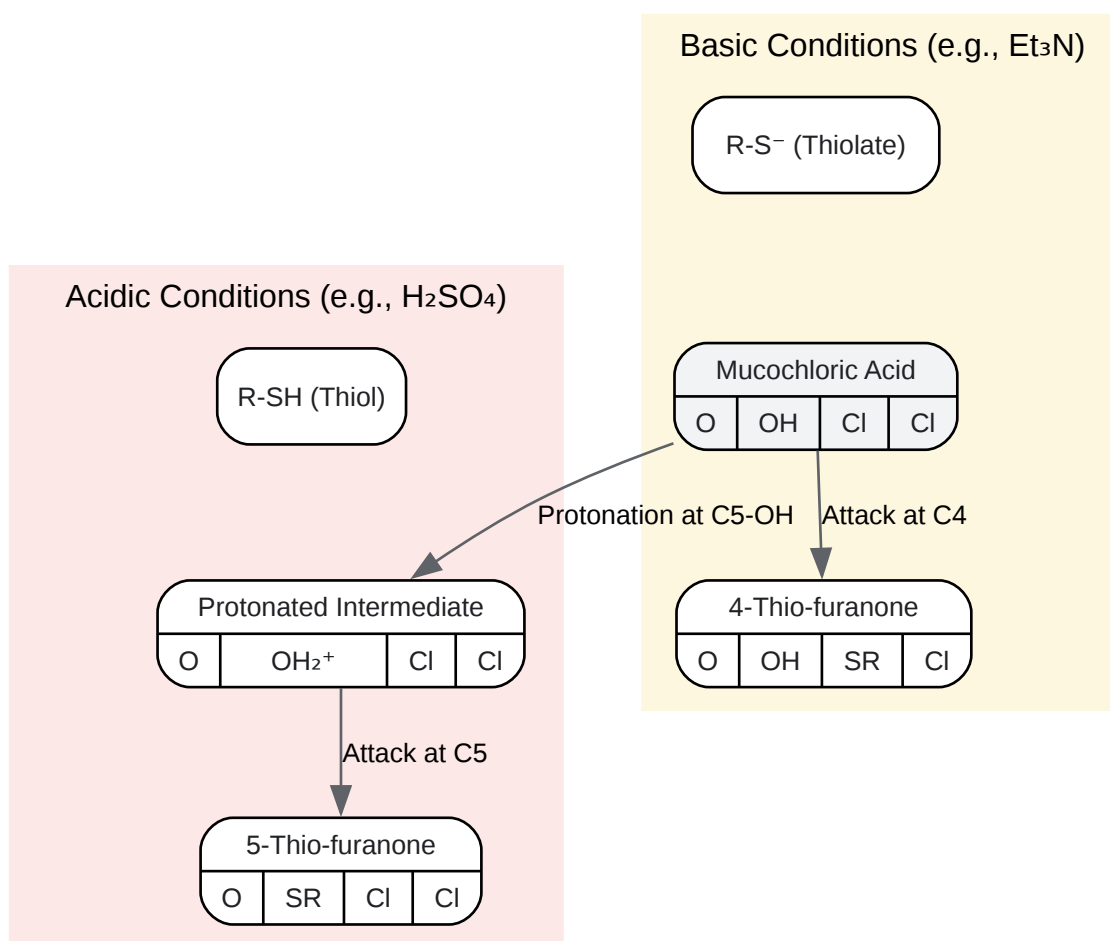 Basic Conditions (e.g., Et₃N)
R-S⁻ (Thiolate)
Acidic Conditions (e.g., H₂SO₄)
R-SH (Thiol)
Mucochloric Acid
O OH Cl Cl
Protonation at C5-OH
Attack at C4
Protonated Intermediate
O OH₂⁺ Cl Cl
4-Thio-furanone
O OH SR Cl
Attack at C5
5-Thio-furanone
O SR Cl Cl